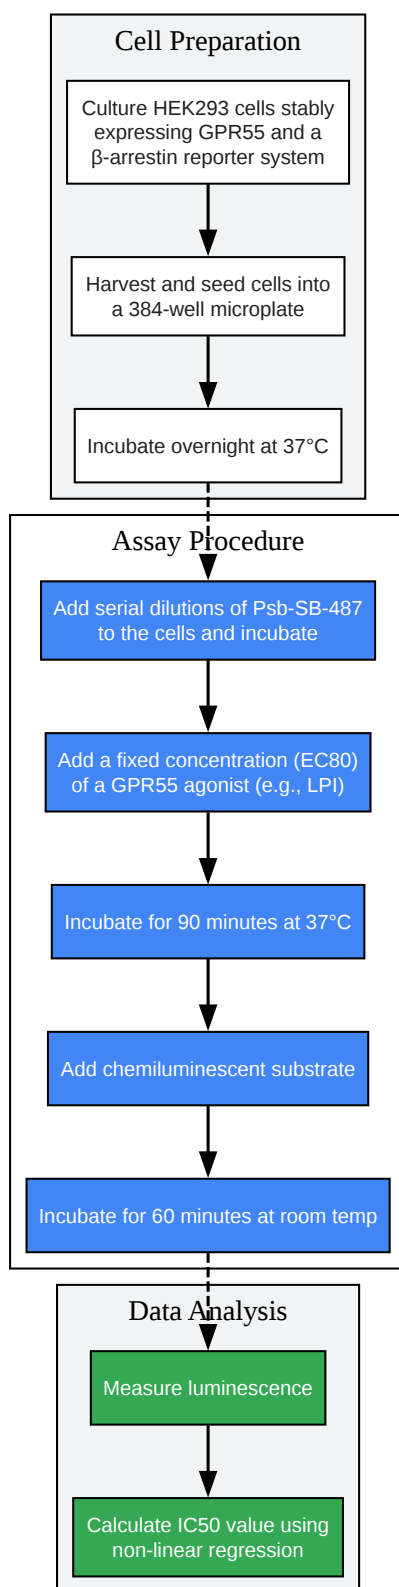 Cell Preparation
Culture HEK293 cells stably
expressing GPR55 and a
β-arrestin reporter system
Harvest and seed cells into
a 384-well microplate
Incubate overnight at 37°C
Assay Procedure
Add serial dilutions of Psb-SB-487
to the cells and incubate
Add a fixed concentration (EC80)
of a GPR55 agonist (e.g., LPI)
Incubate for 90 minutes at 37°C
Add chemiluminescent substrate
Incubate for 60 minutes at room temp
Data Analysis
Measure luminescence
Calculate IC50 value using
non-linear regression